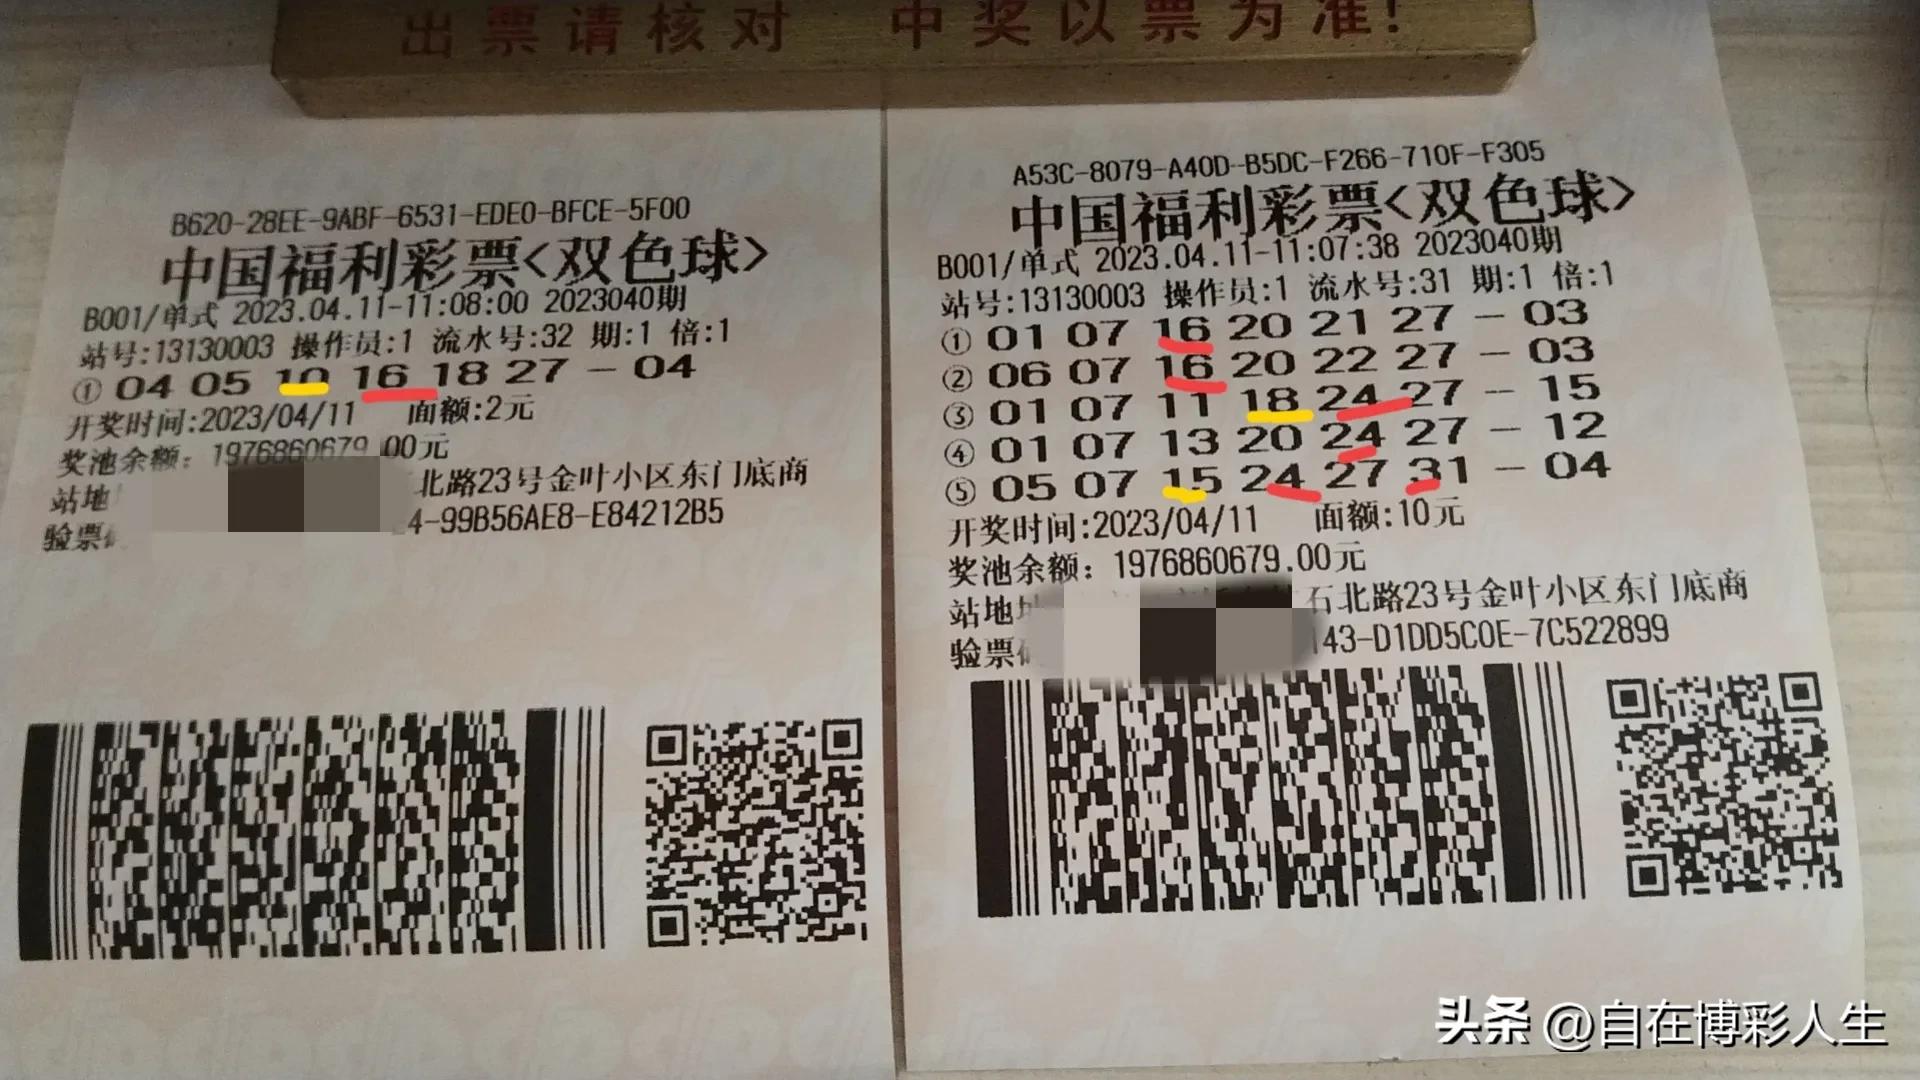 出票请核对 中奖以票为准!
B620-28EE-9ABF-6531-EDE0-BFCE-5F00
中国福利彩票<双色球>
B001/单式 2023.04.11-11:08:00 2023040期
站号:13130003 操作员:1 流水号:32 期:1 倍:1
① 04 05 10 16 18 27 - 04
开奖时间:2023/04/11 面额:2元
奖池余额: 1976860679.00元
站地 北路23号金叶小区东门底商
验票 4-99B56AE8-E84212B5
A53C-8079-A40D-B5DC-F266-710F-F305
中国福利彩票<双色球>
B001/单式 2023.04.11-11:07:38 2023040期
站号:13130003 操作员:1 流水号:31 期:1 倍:1
① 01 07 16 20 21 27 - 03
② 06 07 16 20 22 27 - 03
③ 01 07 11 18 24 27 - 15
④ 01 07 13 20 24 27 - 12
⑤ 05 07 15 24 27 31 - 04
开奖时间:2023/04/11 面额:10元
奖池余额: 1976860679.00元
站地址 石北路23号金叶小区东门底商
验票码 143-D1DD5C0E-7C522899
头条 @自在博彩人生